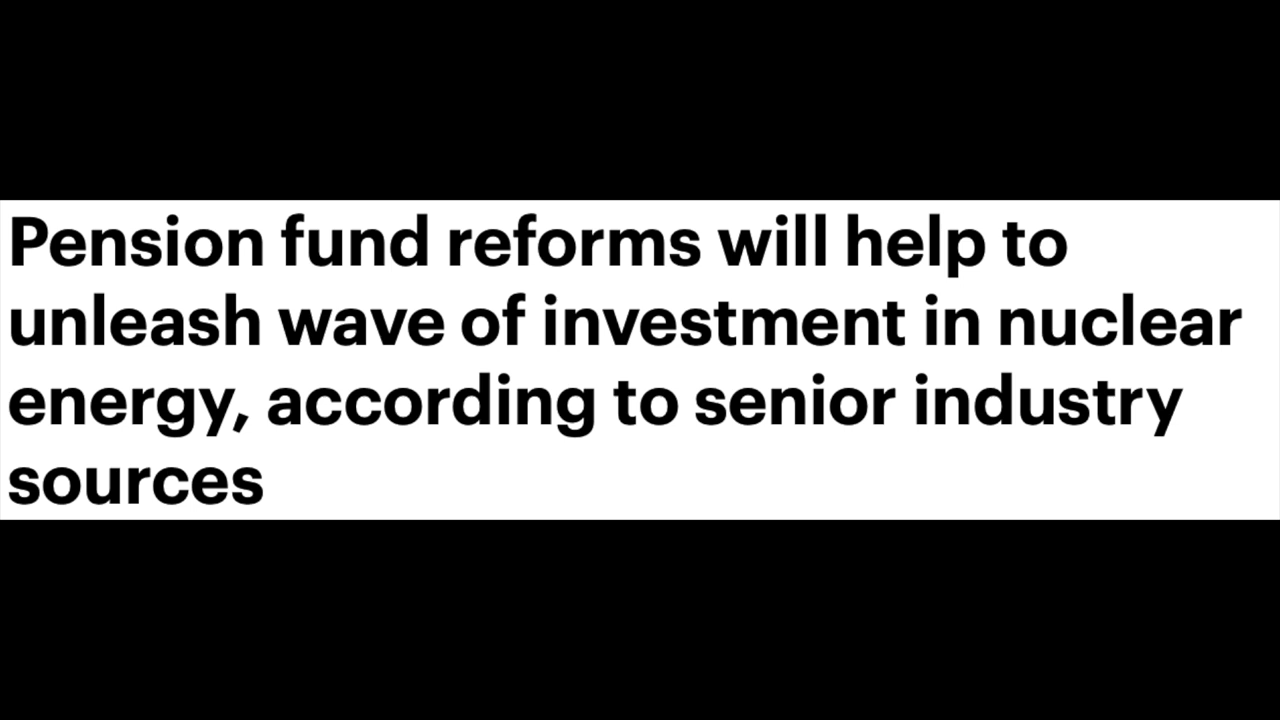 Pension fund reforms will help to
unleash wave of investment in nuclear
energy, according to senior industry
sources